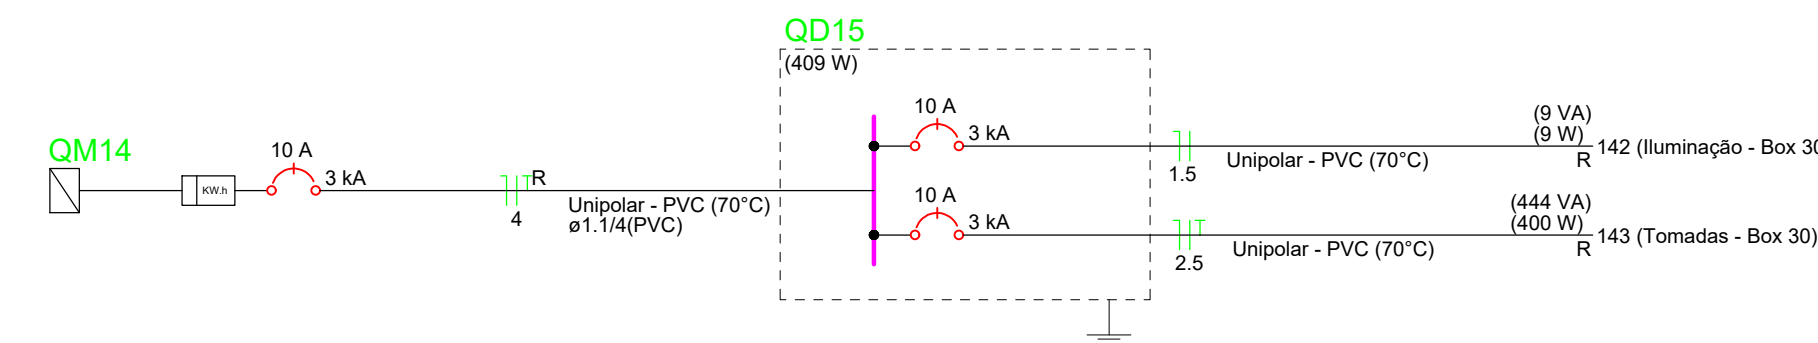 QD15
(409 W)
QM14
KW.h
10 A
3 kA
R
4
Unipolar - PVC (70°C)
ø1.1/4(PVC)
10 A
3 kA
1.5
Unipolar - PVC (70°C)
(9 VA)
(9 W)
R
142 (Iluminação - Box 30
10 A
3 kA
2.5
Unipolar - PVC (70°C)
(444 VA)
(400 W)
R
143 (Tomadas - Box 30)